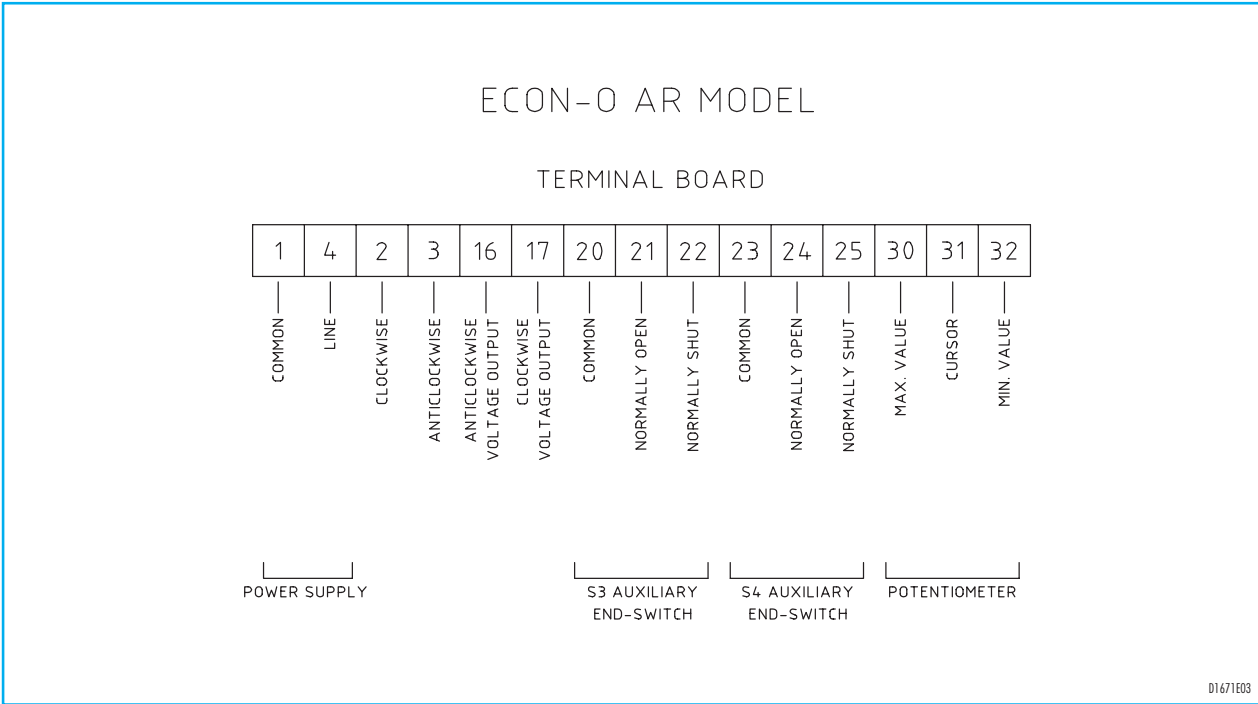 ECON-O AR MODEL
TERMINAL BOARD
1 4 2 3 16 17 20 21 22 23 24 25 30 31 32
COMMON
LINE
CLOCKWISE
ANTICLOCKWISE
ANTICLOCKWISE
VOLTAGE OUTPUT
CLOCKWISE
VOLTAGE OUTPUT
COMMON
NORMALLY OPEN
NORMALLY SHUT
COMMON
NORMALLY OPEN
NORMALLY SHUT
MAX. VALUE
CURSOR
MIN. VALUE
POWER SUPPLY
S3 AUXILIARY
END-SWITCH
S4 AUXILIARY
END-SWITCH
POTENTIOMETER
D1671E03